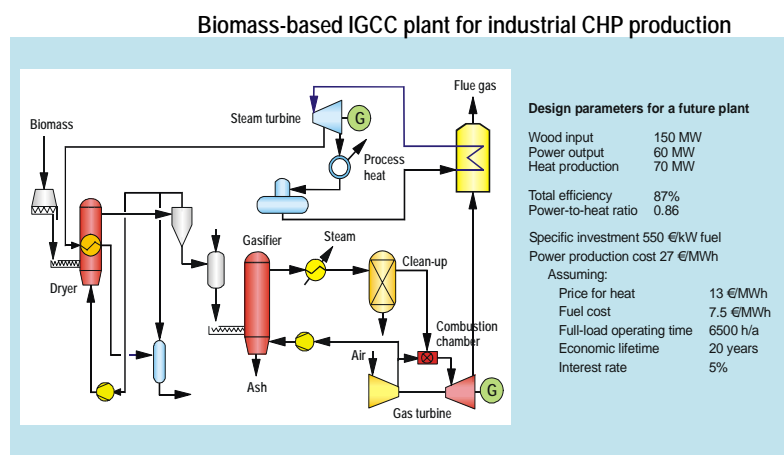 Biomass-based IGCC plant for industrial CHP production
Flue gas
Steam turbine
G
Biomass
Process
heat
Gasifier
Steam
Clean-up
Dryer
Combustion
chamber
Air
Ash
Gas turbine
G
Design parameters for a future plant
Wood input 150 MW
Power output 60 MW
Heat production 70 MW
Total efficiency 87%
Power-to-heat ratio 0.86
Specific investment 550 €/kW fuel
Power production cost 27 €/MWh
Assuming:
Price for heat 13 €/MWh
Fuel cost 7.5 €/MWh
Full-load operating time 6500 h/a
Economic lifetime 20 years
Interest rate 5%